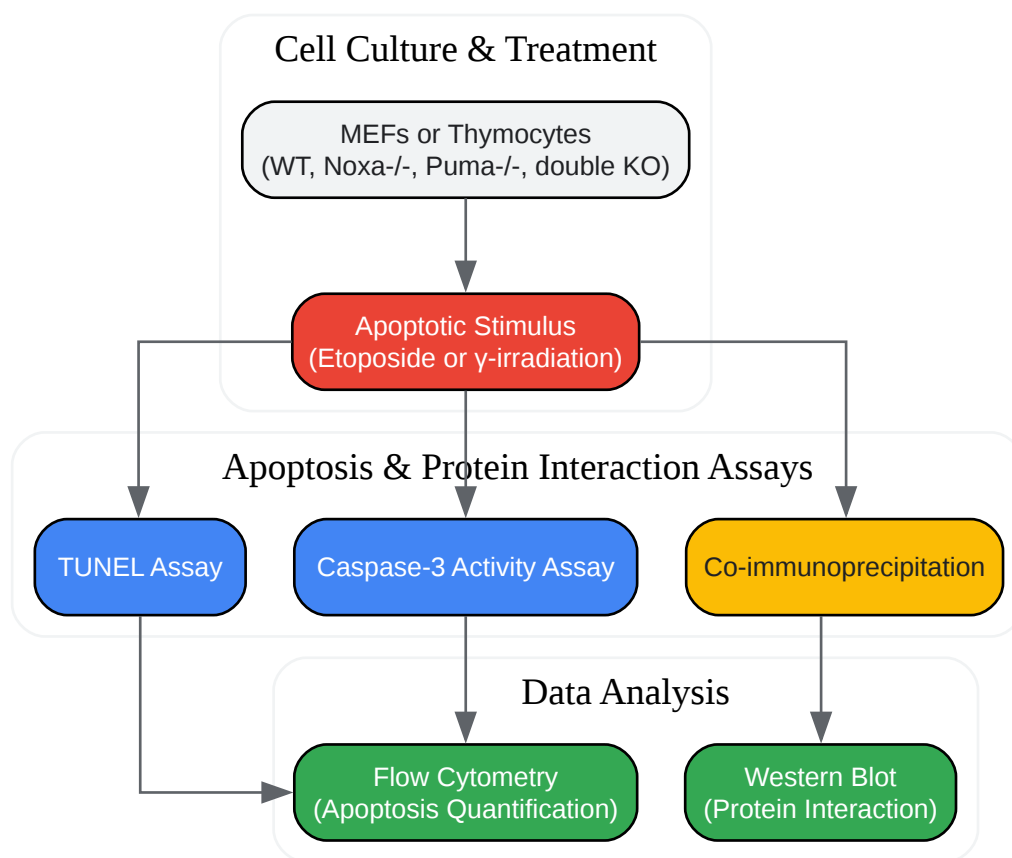 Cell Culture & Treatment
MEFs or Thymocytes
(WT, Noxa-/-, Puma-/-, double KO)
Apoptotic Stimulus
(Etoposide or γ-irradiation)
Apoptosis & Protein Interaction Assays
TUNEL Assay
Caspase-3 Activity Assay
Co-immunoprecipitation
Data Analysis
Flow Cytometry
(Apoptosis Quantification)
Western Blot
(Protein Interaction)